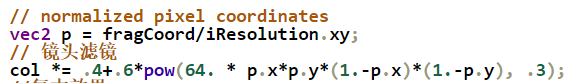 // normalized pixel coordinates
vec2 p = fragCoord/iResolution.xy;
// 镜头滤镜
col *= .4+.6*pow(64. * p.x*p.y*(1.-p.x)*(1.-p.y), .3);